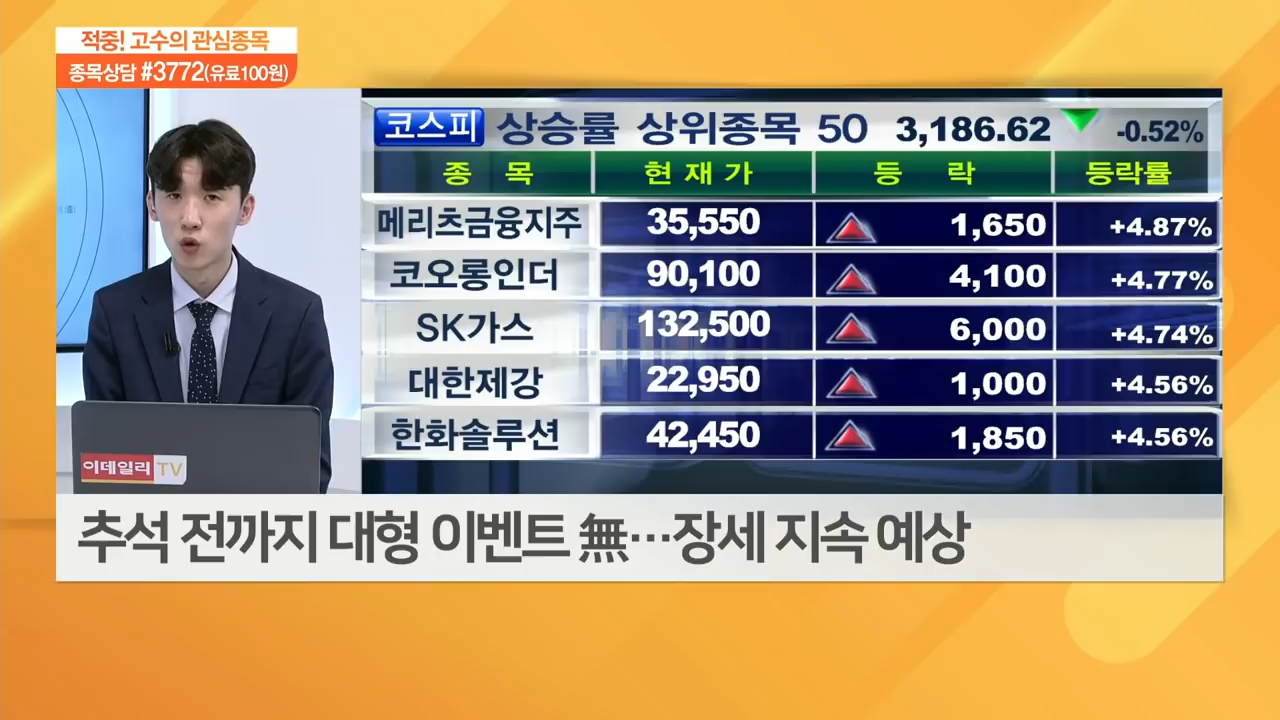 적중! 고수의 관심종목
종목상담 #3772(유료100원)
코스피 상승률 상위종목 50 3,186.62 -0.52%
종 목 현 재 가 등 락 등락률
메리츠금융지주 35,550 1,650 +4.87%
코오롱인더 90,100 4,100 +4.77%
SK가스 132,500 6,000 +4.74%
대한제강 22,950 1,000 +4.56%
한화솔루션 42,450 1,850 +4.56%
이데일리 TV
추석 전까지 대형 이벤트 無…장세 지속 예상